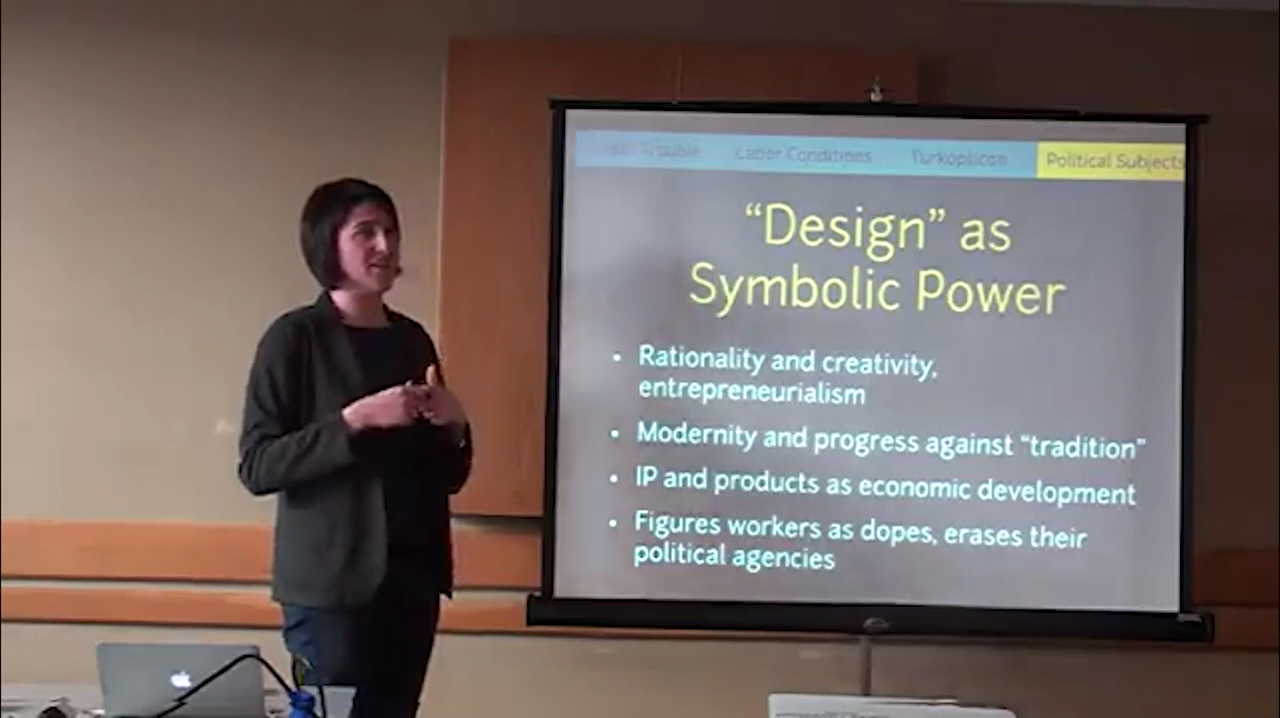 Trouble Labor Conditions Turkopticon Political Subjects
“Design” as
Symbolic Power
• Rationality and creativity,
entrepreneurialism
• Modernity and progress against “tradition”
• IP and products as economic development
• Figures workers as dopes, erases their
political agencies